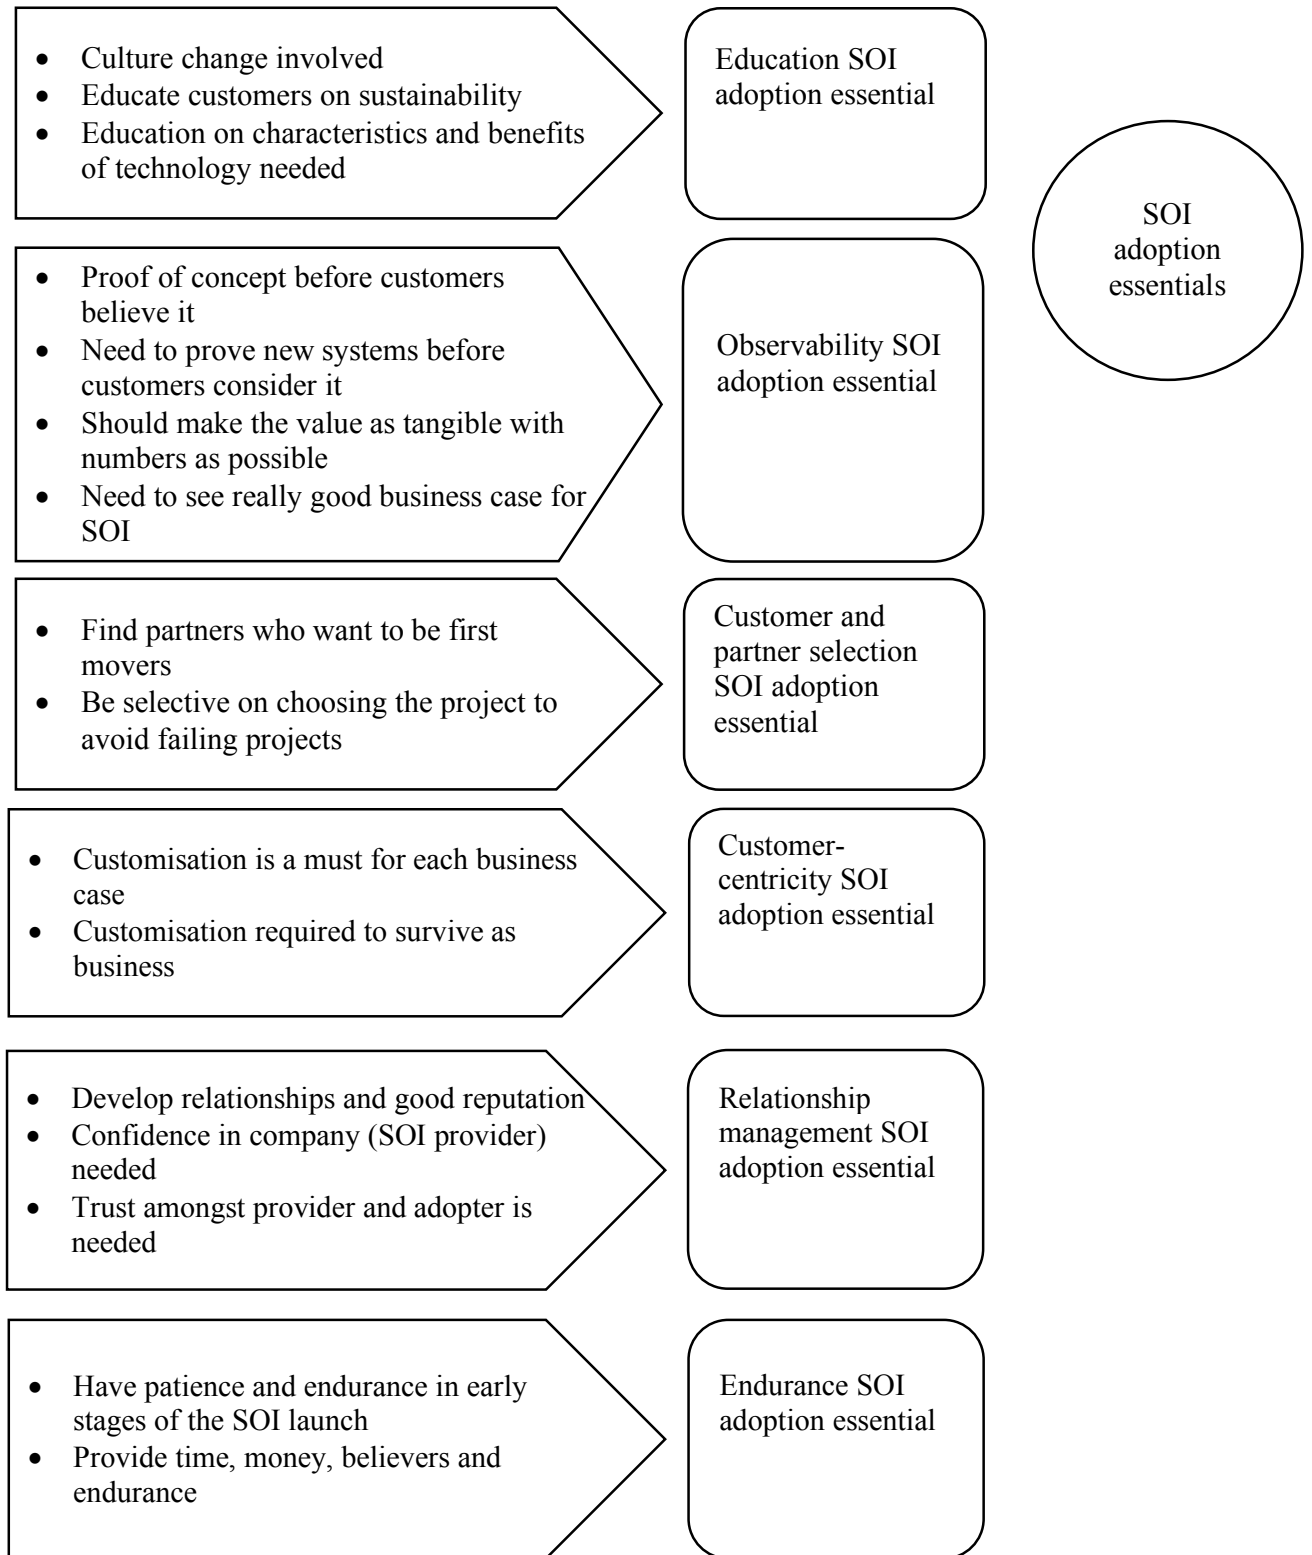 • Culture change involved
• Educate customers on sustainability
• Education on characteristics and benefits
of technology needed
Education SOI
adoption essential
SOI
adoption
essentials
• Proof of concept before customers
believe it
• Need to prove new systems before
customers consider it
• Should make the value as tangible with
numbers as possible
• Need to see really good business case for
SOI
Observability SOI
adoption essential
• Find partners who want to be first
movers
• Be selective on choosing the project to
avoid failing projects
Customer and
partner selection
SOI adoption
essential
• Customisation is a must for each business
case
• Customisation required to survive as
business
Customer-
centricity SOI
adoption essential
• Develop relationships and good reputation
• Confidence in company (SOI provider)
needed
• Trust amongst provider and adopter is
needed
Relationship
management SOI
adoption essential
• Have patience and endurance in early
stages of the SOI launch
• Provide time, money, believers and
endurance
Endurance SOI
adoption essential